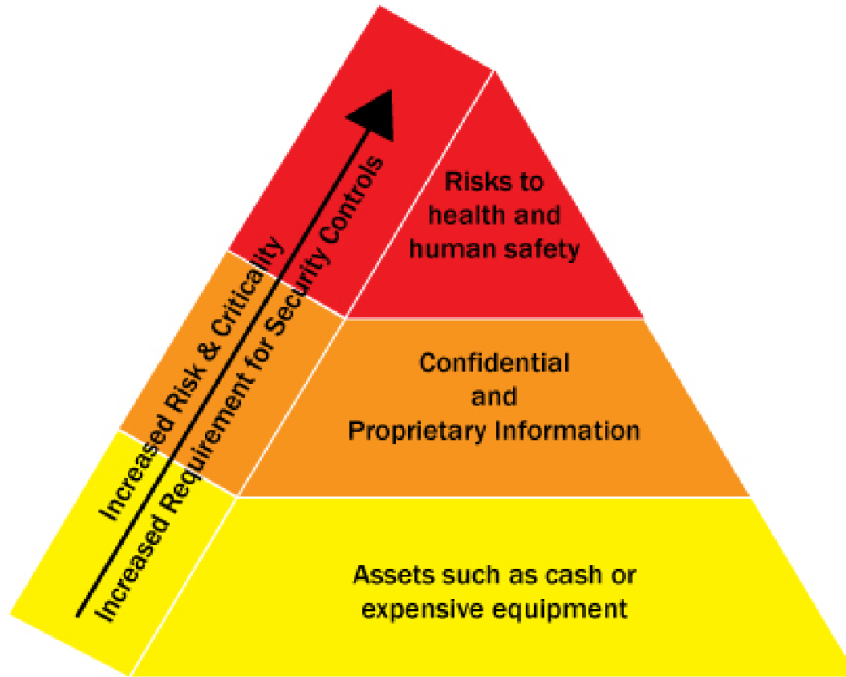 Increased Risk & Criticality
Increased Requirement for Security Controls
Risks to
health and
human safety
Confidential
and
Proprietary Information
Assets such as cash or
expensive equipment